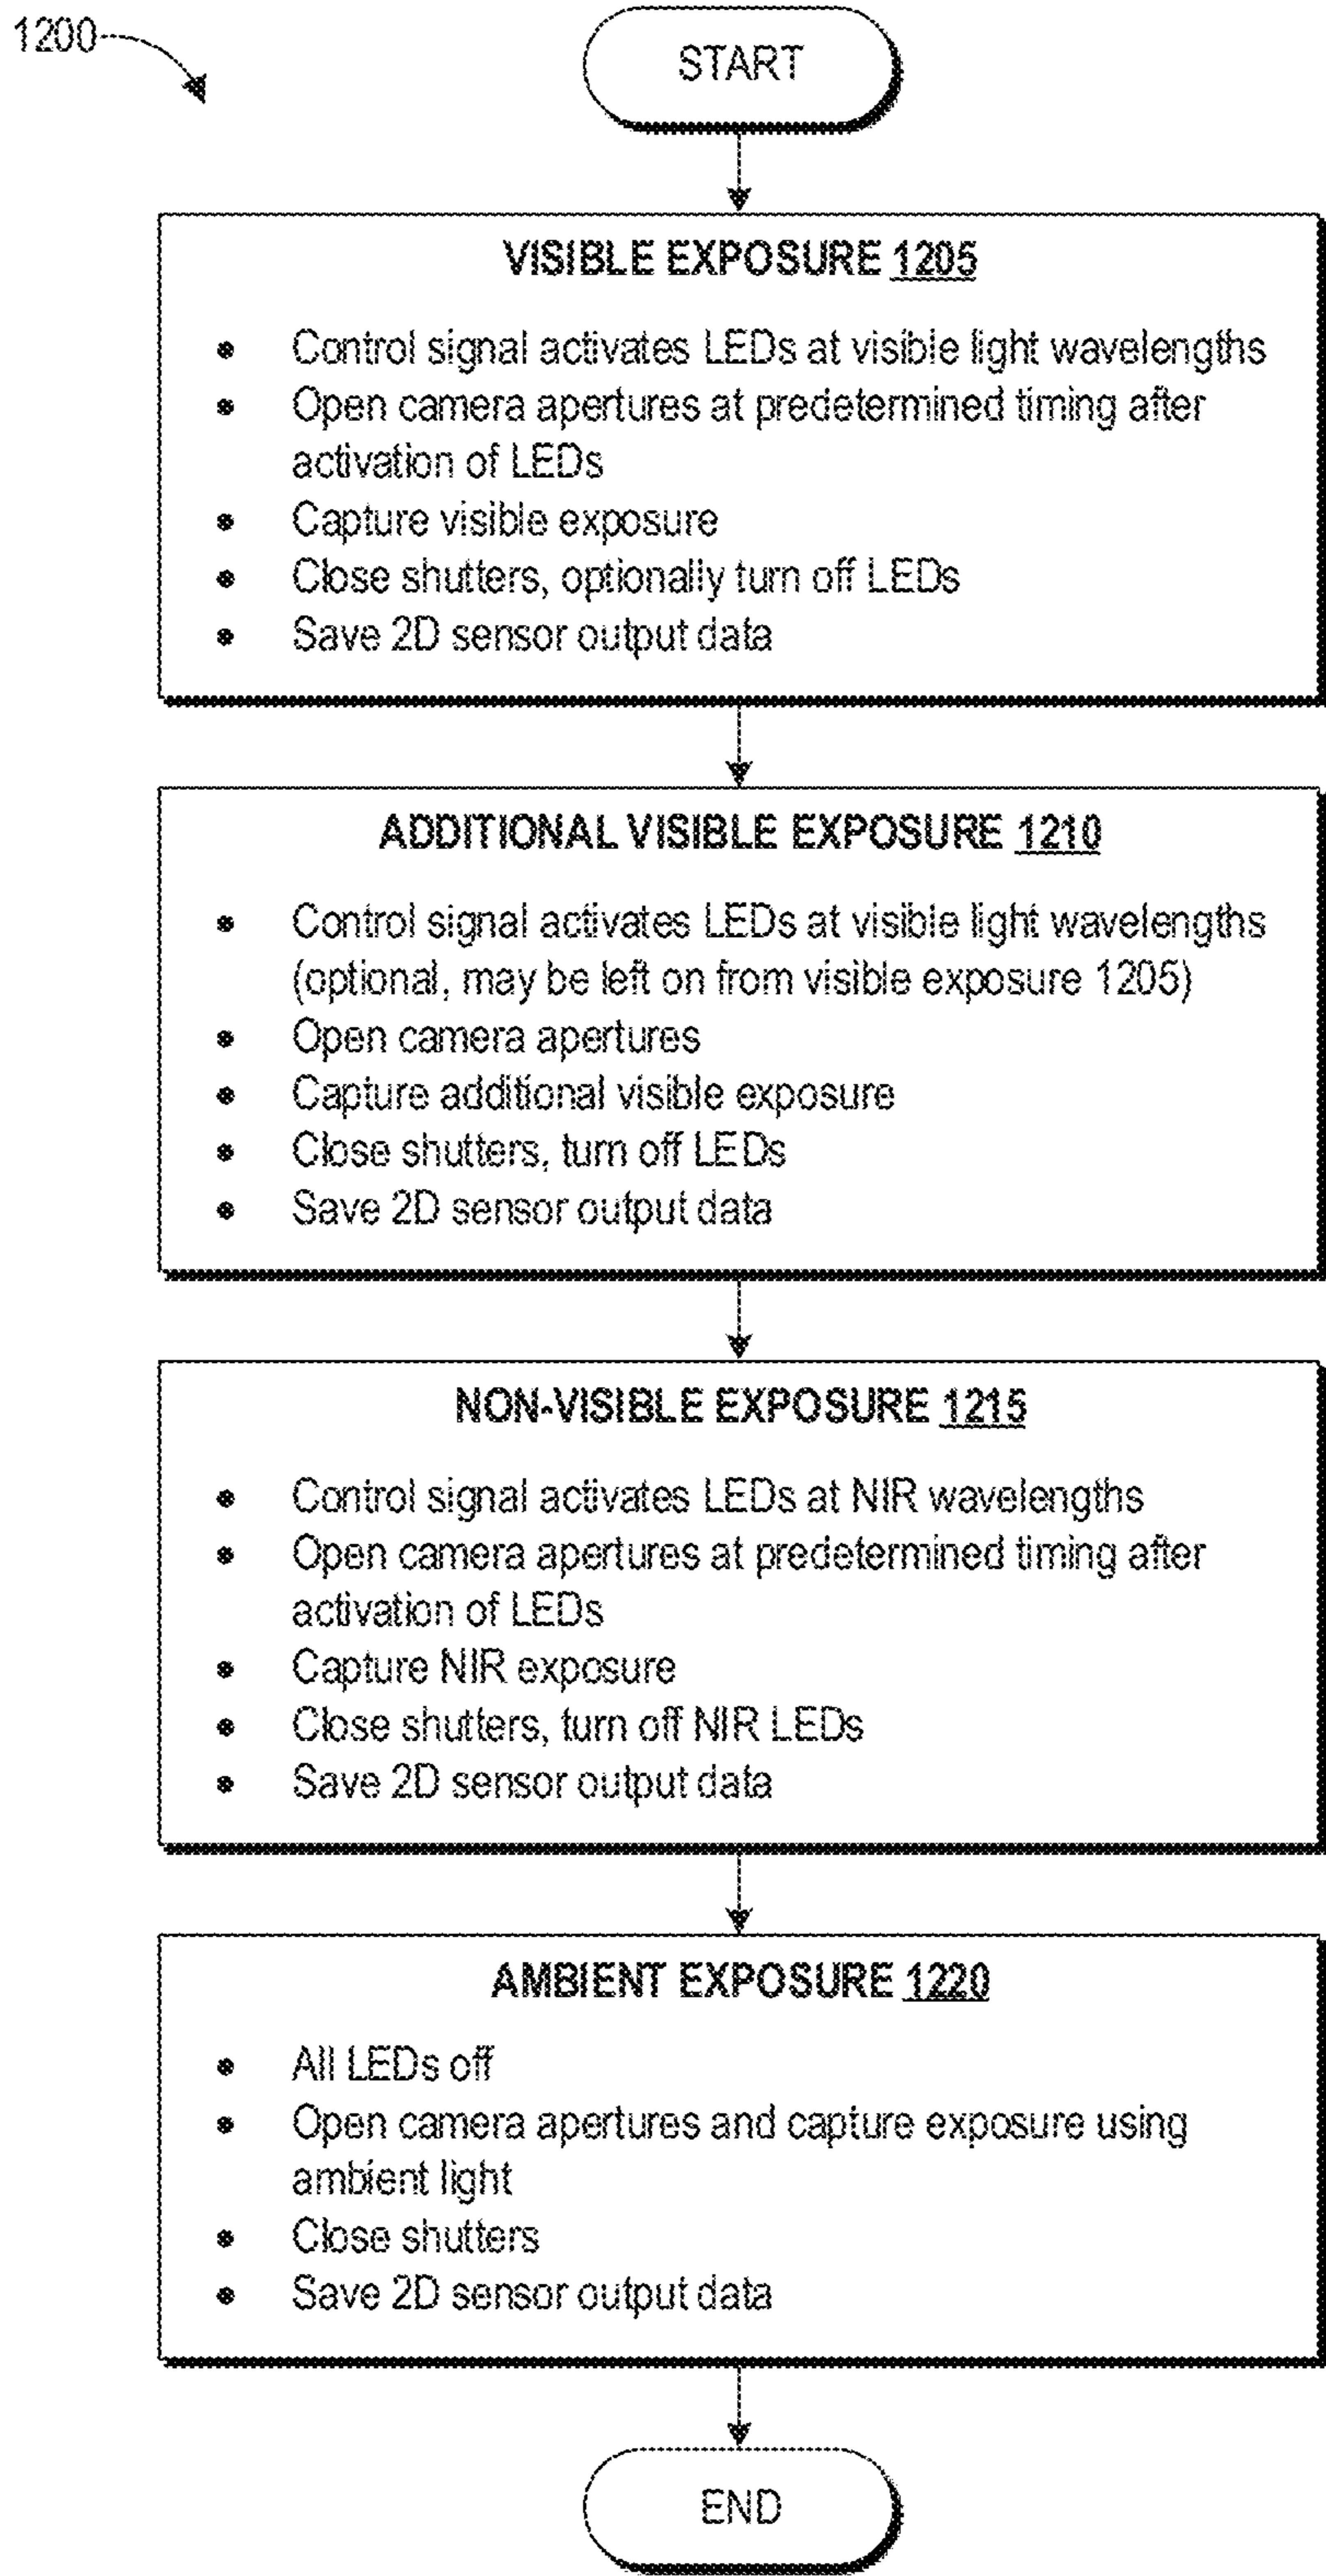 1200
START
VISIBLE EXPOSURE 1205
• Control signal activates LEDs at visible light wavelengths
• Open camera apertures at predetermined timing after
activation of LEDs
• Capture visible exposure
• Close shutters, optionally turn off LEDs
• Save 2D sensor output data
ADDITIONAL VISIBLE EXPOSURE 1210
• Control signal activates LEDs at visible light wavelengths
(optional, may be left on from visible exposure 1205)
• Open camera apertures
• Capture additional visible exposure
• Close shutters, turn off LEDs
• Save 2D sensor output data
NON-VISIBLE EXPOSURE 1215
• Control signal activates LEDs at NIR wavelengths
• Open camera apertures at predetermined timing after
activation of LEDs
• Capture NIR exposure
• Close shutters, turn off NIR LEDs
• Save 2D sensor output data
AMBIENT EXPOSURE 1220
• All LEDs off
• Open camera apertures and capture exposure using
ambient light
• Close shutters
• Save 2D sensor output data
END